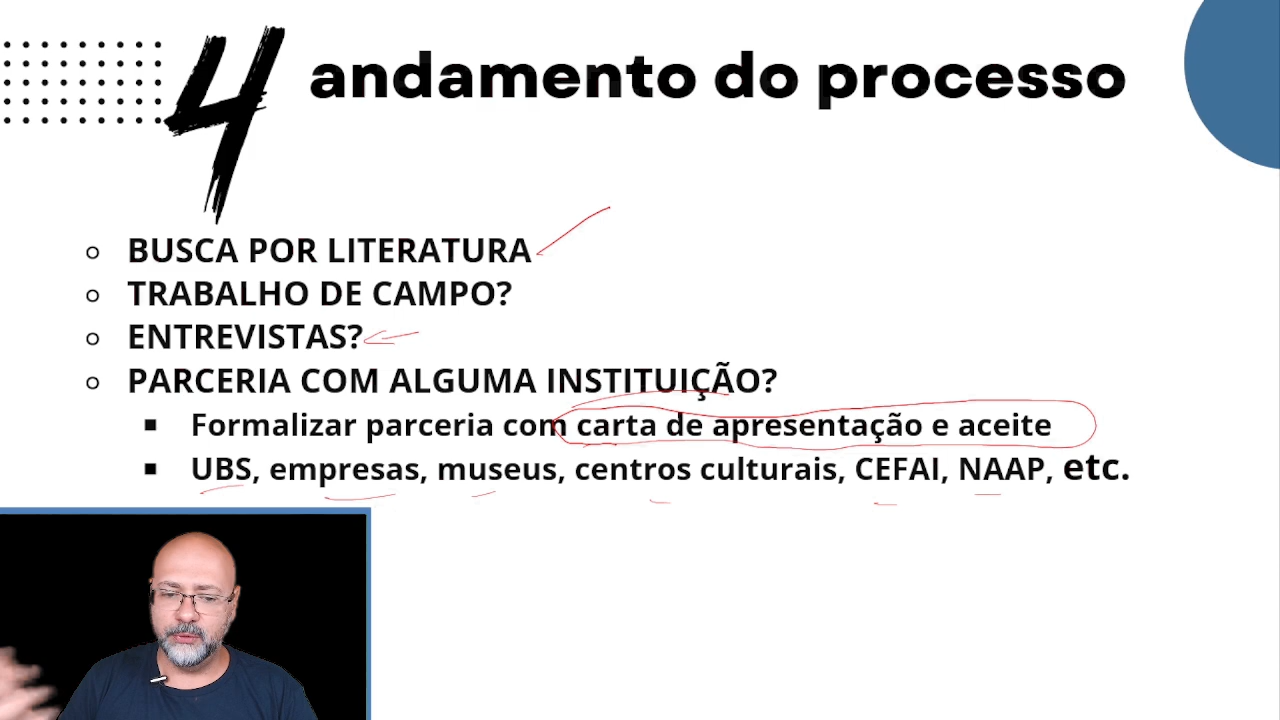 4 andamento do processo
BUSCA POR LITERATURA
TRABALHO DE CAMPO?
ENTREVISTAS?
PARCERIA COM ALGUMA INSTITUIÇÃO?
Formalizar parceria com carta de apresentação e aceite
UBS, empresas, museus, centros culturais, CEFAI, NAAP, etc.